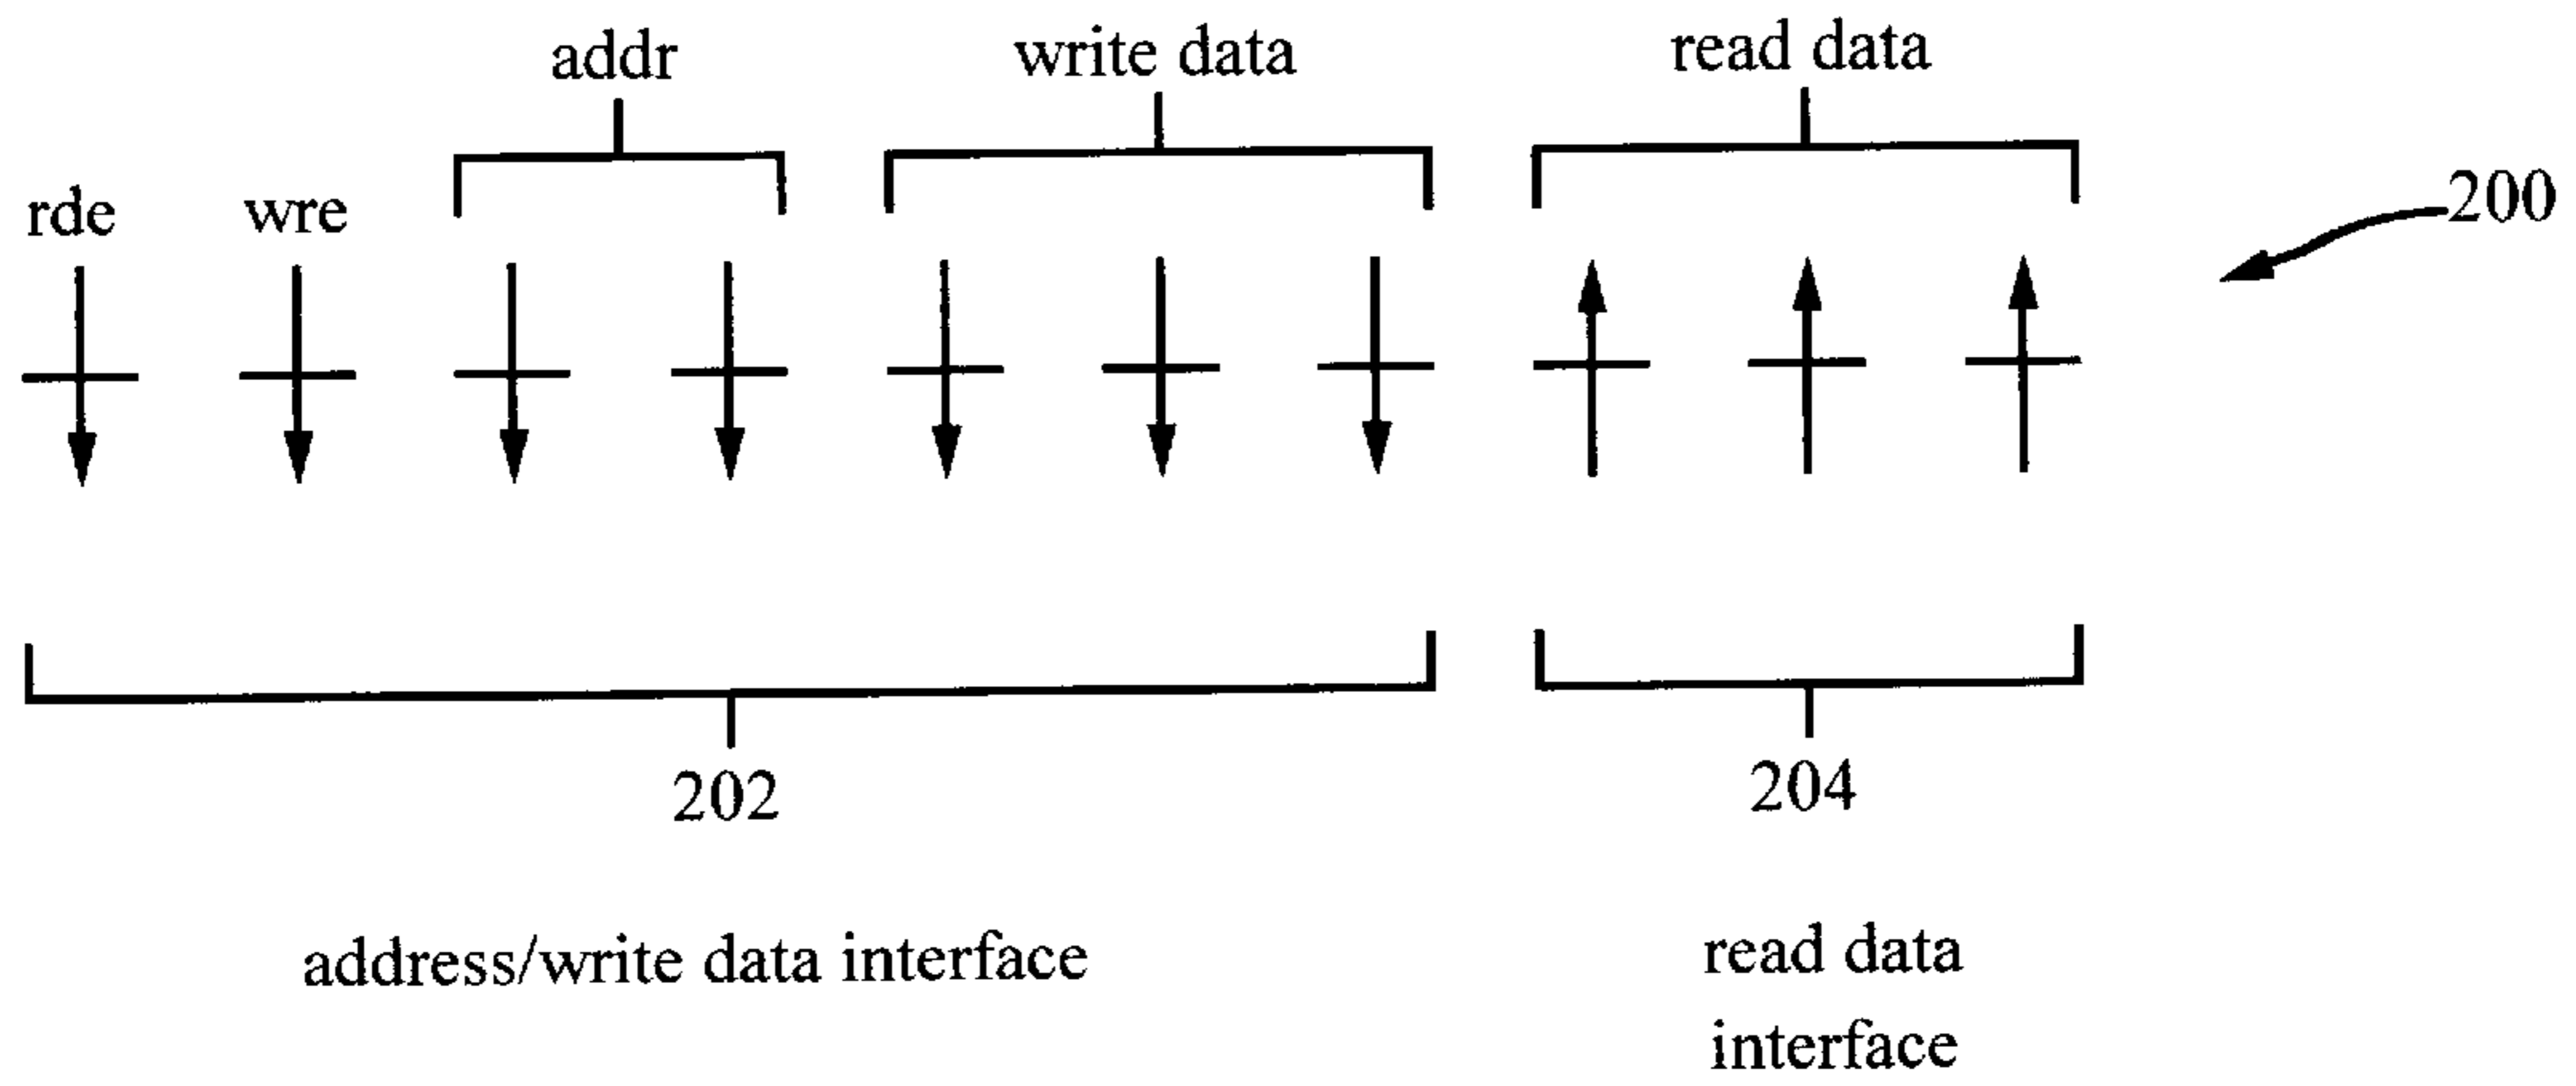 addr
write data
read data
rde
wre
200
202
204
address/write data interface
read data
interface